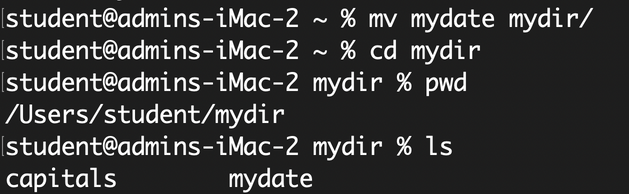 [student@admins-iMac-2 ~ % mv mydate mydir/
[student@admins-iMac-2 ~ % cd mydir
[student@admins-iMac-2 mydir % pwd
/Users/student/mydir
[student@admins-iMac-2 mydir % ls
capitals        mydate